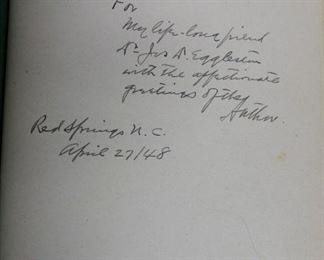 For
My life-long friend
Dr Jos D. Eggleston
with the affectionate
greetings of the
Author.
Red Springs N.C.
April 27/48